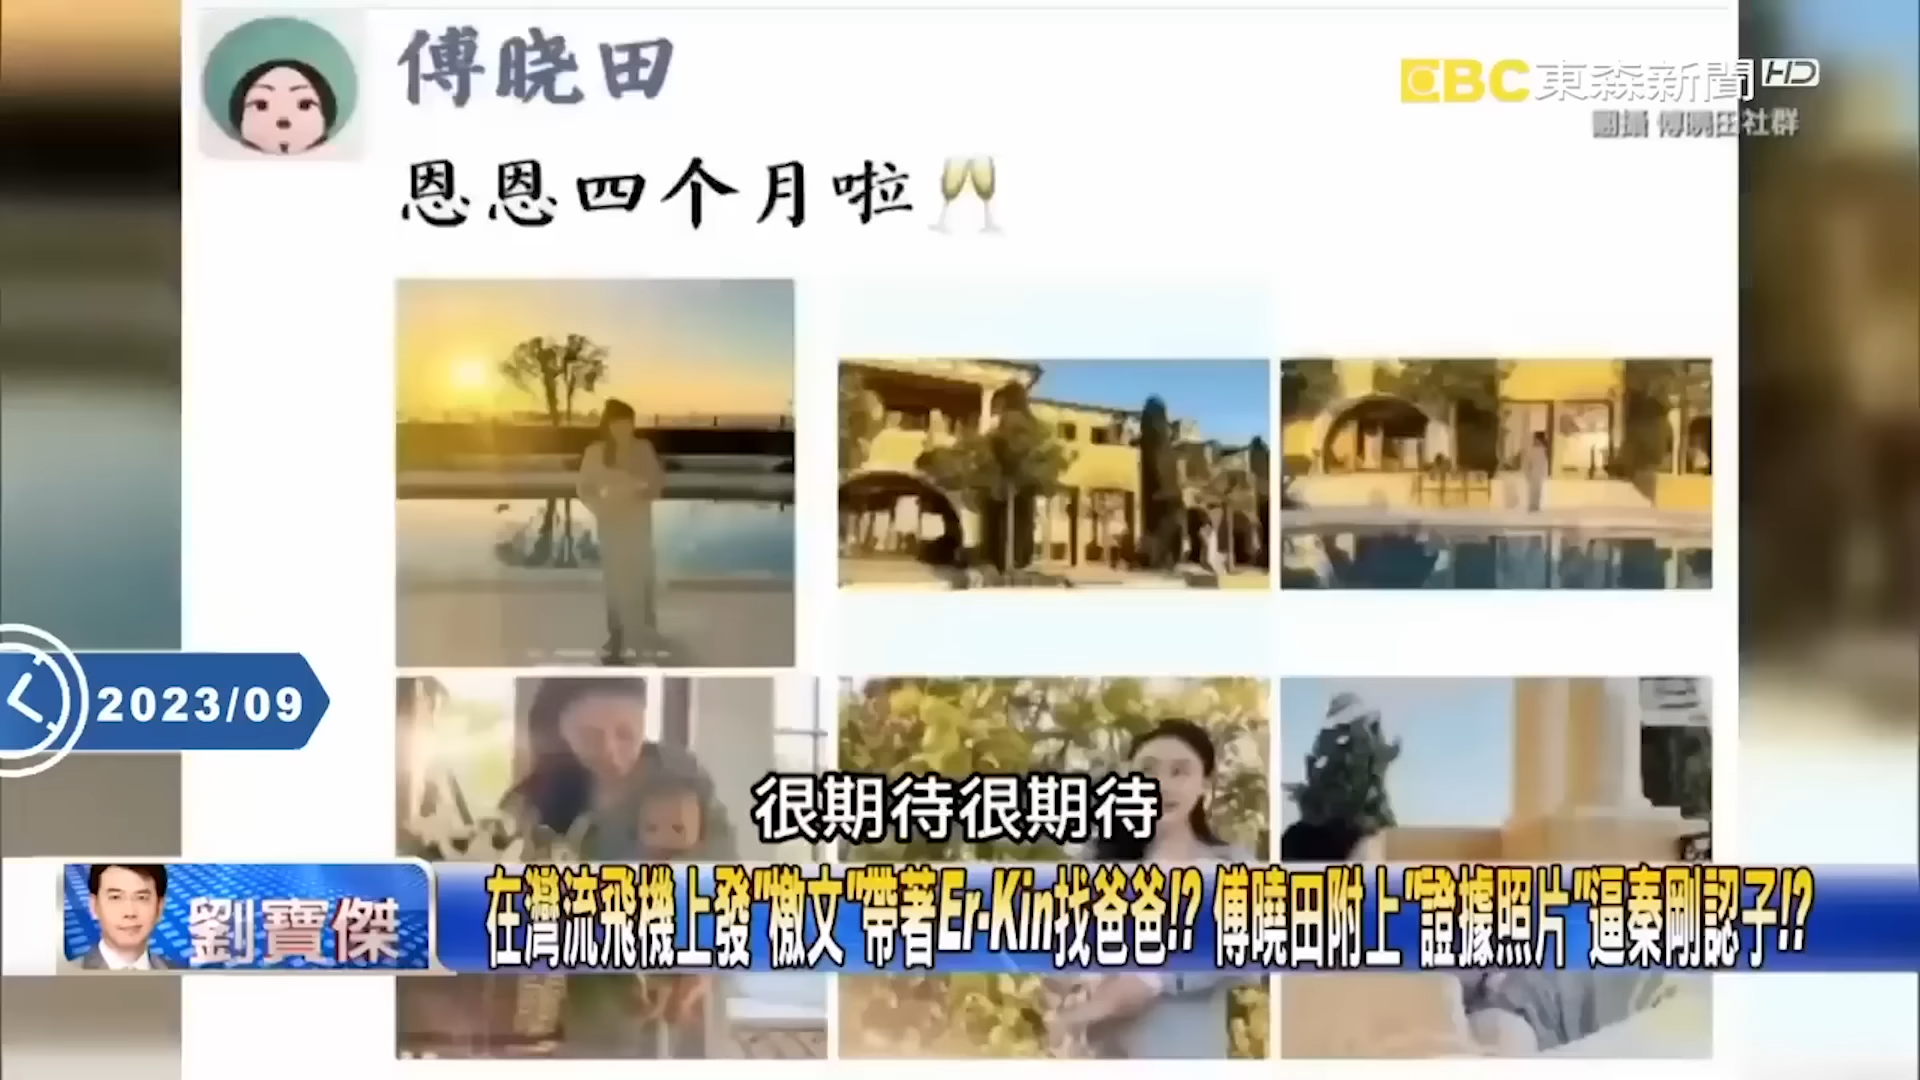 傅晓田
EBC東森新聞HD
翻攝 傅曉田社群
恩恩四个月啦
2023/09
很期待很期待
劉寶傑
在灣流飛機上發"檄文"帶著Er-Kin找爸爸!? 傅曉田附上"證據照片"逼秦剛認子!?